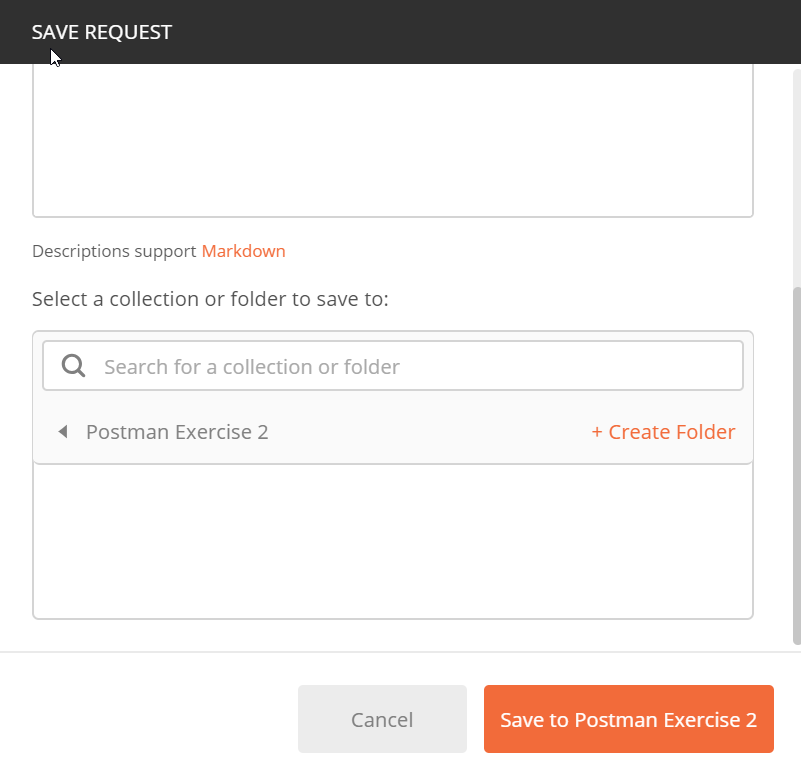 SAVE REQUEST
Descriptions support Markdown
Select a collection or folder to save to:
Search for a collection or folder
Postman Exercise 2 + Create Folder
Cancel Save to Postman Exercise 2